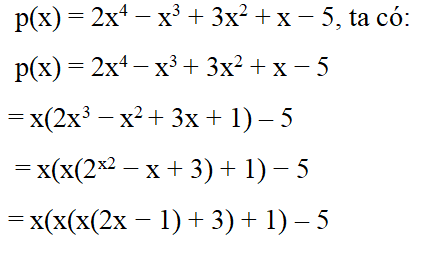 p(x) = 2x⁴ − x³ + 3x² + x − 5, ta có:
p(x) = 2x⁴ − x³ + 3x² + x − 5
= x(2x³ − x² + 3x + 1) – 5
= x(x(2ˣ² − x + 3) + 1) − 5
= x(x(x(2x − 1) + 3) + 1) – 5